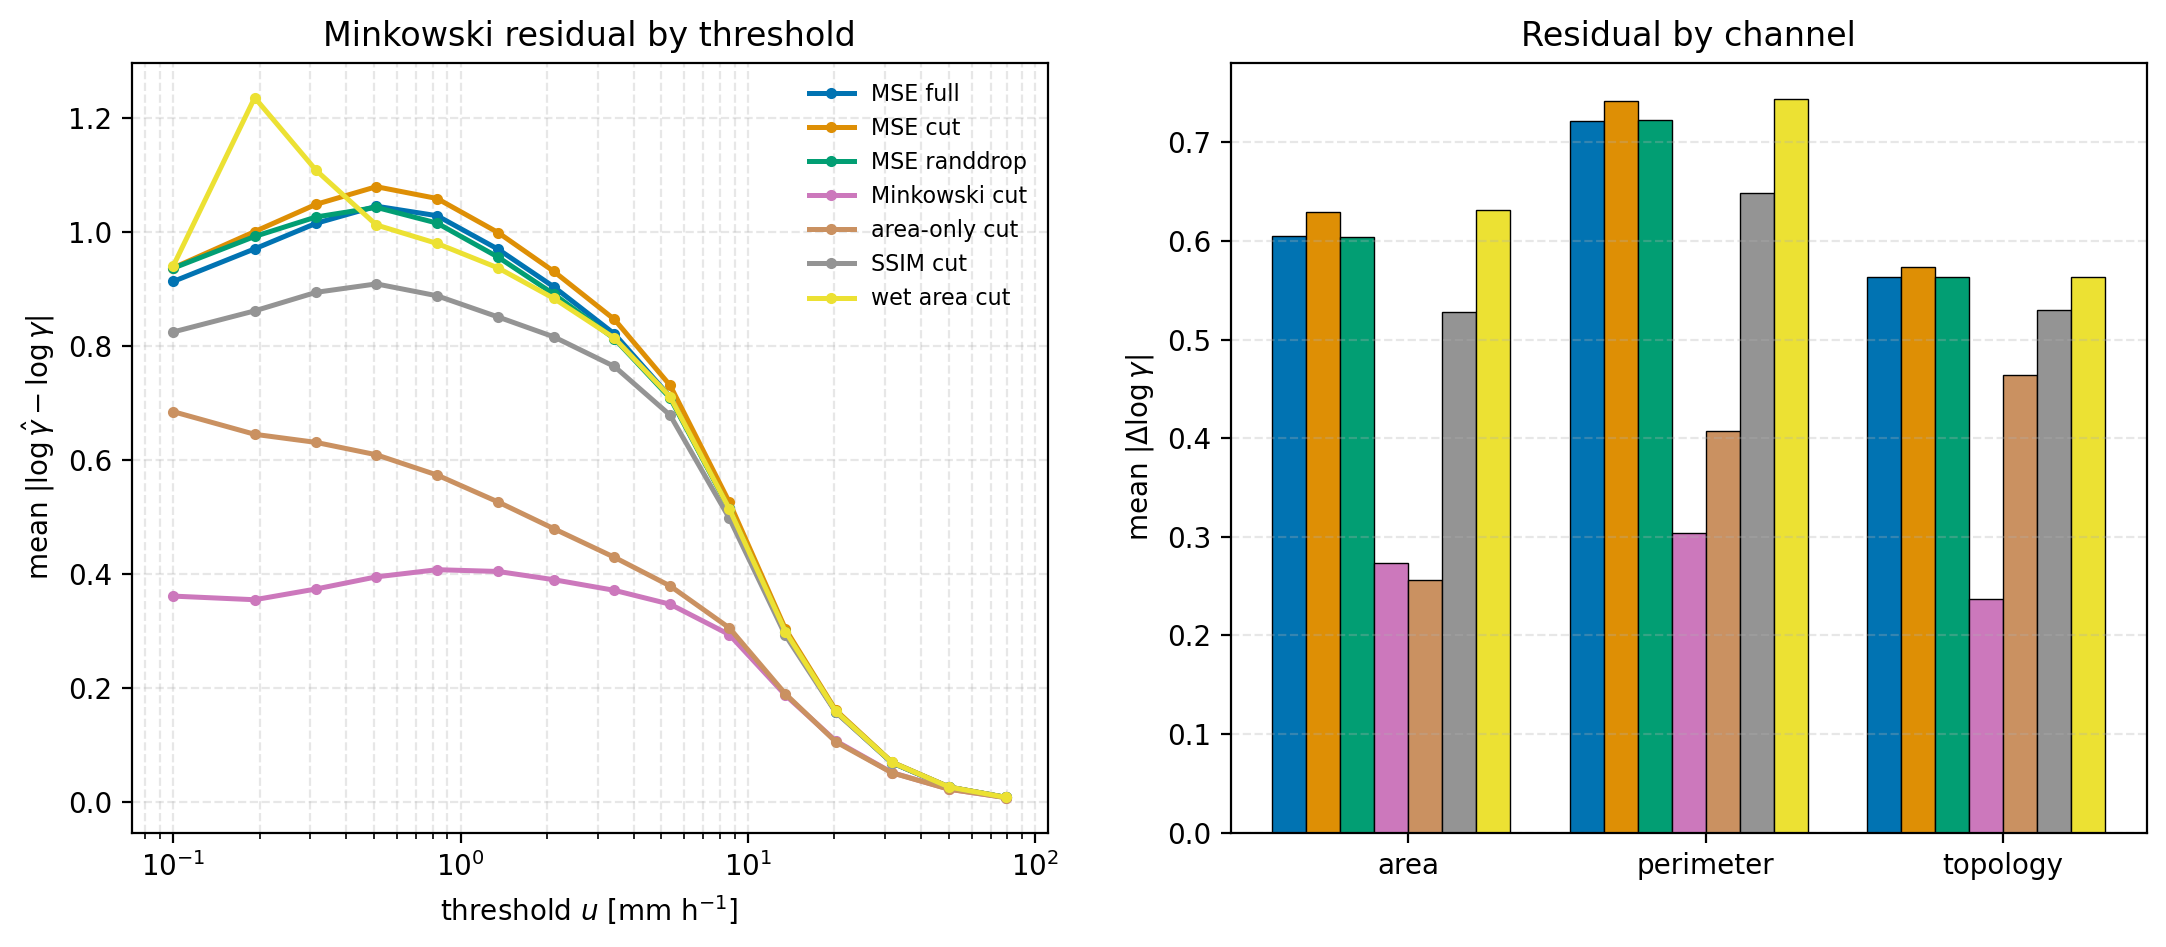 Minkowski residual by threshold
mean |log γ̂ − log γ|
1.2
1.0
0.8
0.6
0.4
0.2
0.0
MSE full
MSE cut
MSE randdrop
Minkowski cut
area-only cut
SSIM cut
wet area cut
10⁻¹
10⁰
10¹
10²
threshold u [mm h⁻¹]
Residual by channel
mean |Δlog γ|
0.7
0.6
0.5
0.4
0.3
0.2
0.1
0.0
area
perimeter
topology